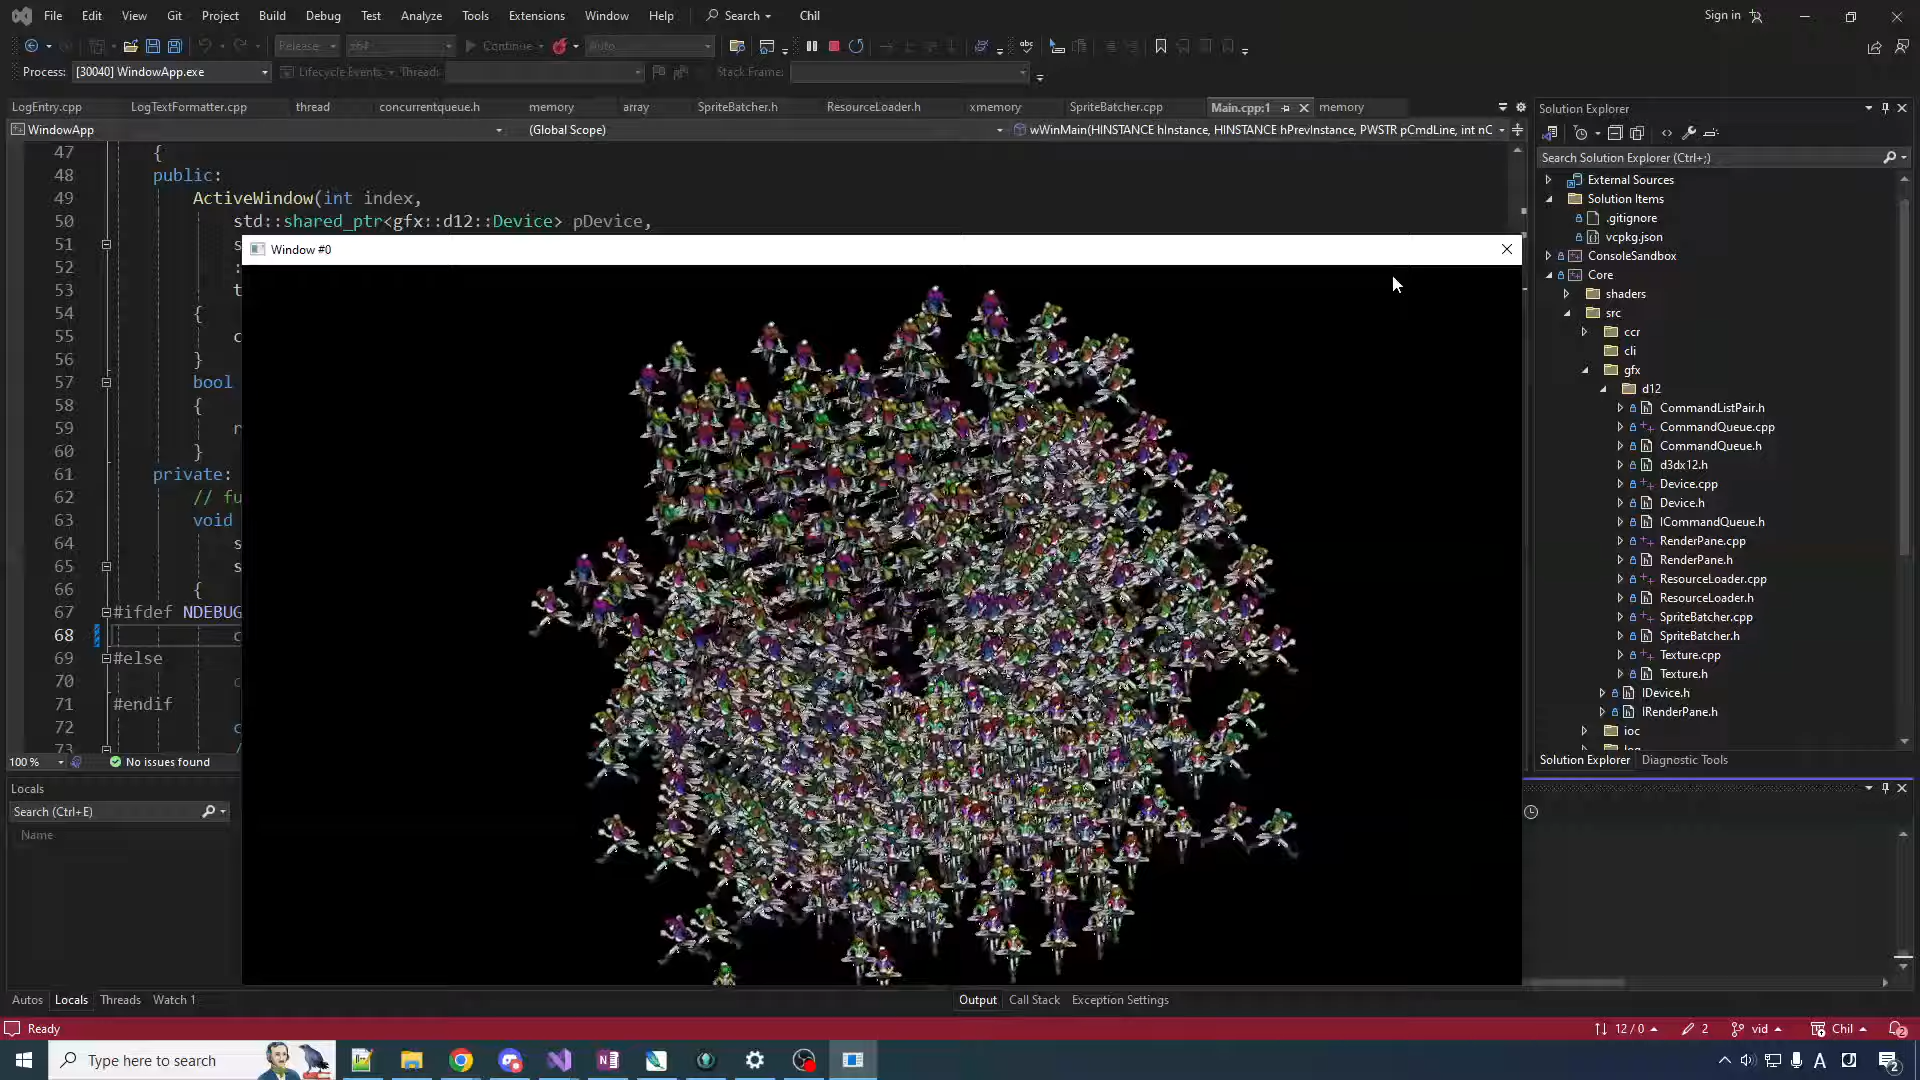 File Edit View Git Project Build Debug Test Analyze Tools Extensions Window Help Search Chil Sign in
Release x64 Continue Auto
Process: [30040] WindowApp.exe Lifecycle Events Thread: Stack Frame:
LogEntry.cpp LogTextFormatter.cpp thread concurrentqueue.h memory array SpriteBatcher.h ResourceLoader.h xmemory SpriteBatcher.cpp Main.cpp:1 memory
WindowApp (Global Scope) wWinMain(HINSTANCE hInstance, HINSTANCE hPrevInstance, PWSTR pCmdLine, int nC
47 {
48 public:
49 ActiveWindow(int index,
50 std::shared_ptr<gfx::d12::Device> pDevice,
51 s
52 :
53 t
54 {
55 c
56 }
57 bool
58 {
59 r
60 }
61 private:
62 // fu
63 void
64 s
65 s
66 {
67 #ifdef NDEBUG
68 c
69 #else
70 c
71 #endif
72 c
73 /
Window #0
100 % No issues found
Locals
Search (Ctrl+E)
Name
Autos Locals Threads Watch 1
Output Call Stack Exception Settings
Solution Explorer
Search Solution Explorer (Ctrl+;)
External Sources
Solution Items
.gitignore
vcpkg.json
ConsoleSandbox
Core
shaders
src
ccr
cli
gfx
d12
CommandListPair.h
CommandQueue.cpp
CommandQueue.h
d3dx12.h
Device.cpp
Device.h
ICommandQueue.h
RenderPane.cpp
RenderPane.h
ResourceLoader.cpp
ResourceLoader.h
SpriteBatcher.cpp
SpriteBatcher.h
Texture.cpp
Texture.h
IDevice.h
IRenderPane.h
ioc
log
Solution Explorer Diagnostic Tools
Ready 12 / 0 2 vid Chil 2
Type here to search A 2